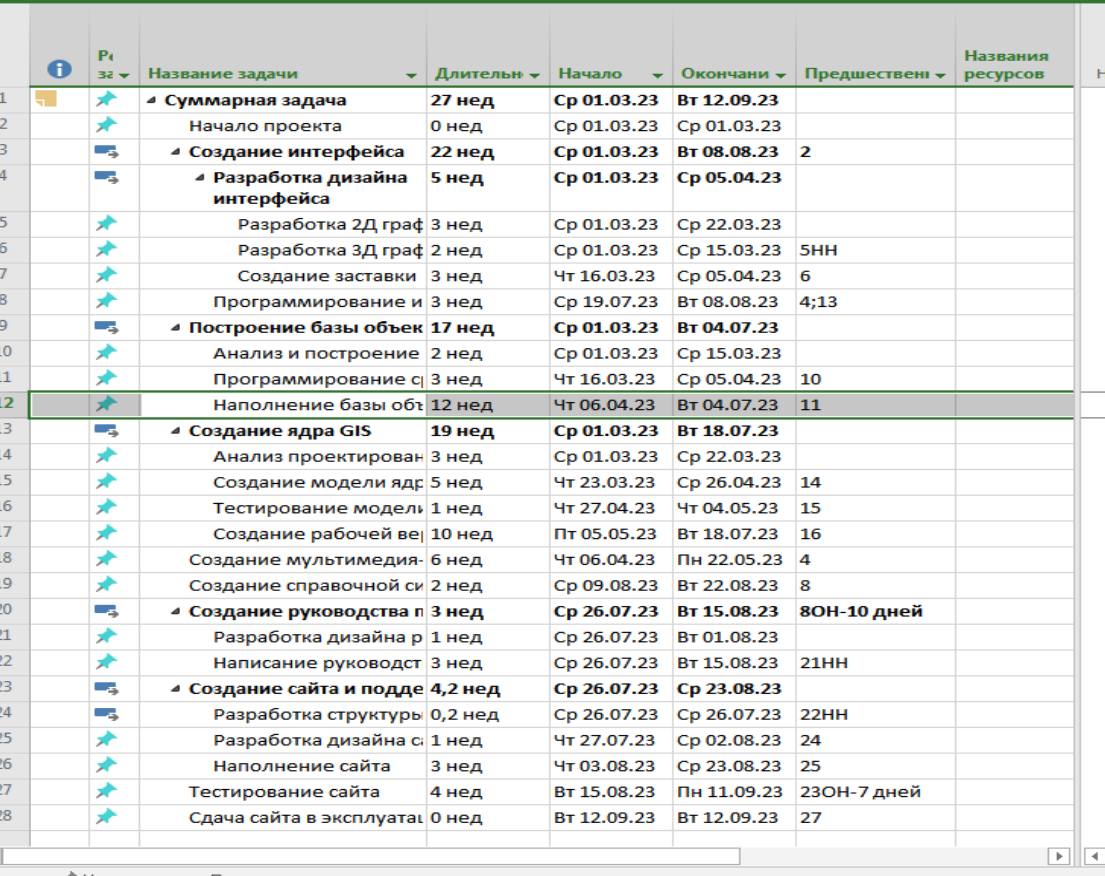 Названия
Ре
за Название задачи Длительн Начало Окончани Предшествен ресурсов Н
1 Суммарная задача 27 нед Ср 01.03.23 Вт 12.09.23
2 Начало проекта 0 нед Ср 01.03.23 Ср 01.03.23
3 Создание интерфейса 22 нед Ср 01.03.23 Вт 08.08.23 2
4 Разработка дизайна 5 нед Ср 01.03.23 Ср 05.04.23
интерфейса
5 Разработка 2Д граф 3 нед Ср 01.03.23 Ср 22.03.23
6 Разработка 3Д граф 2 нед Ср 01.03.23 Ср 15.03.23 5НН
7 Создание заставки 3 нед Чт 16.03.23 Ср 05.04.23 6
8 Программирование и 3 нед Ср 19.07.23 Вт 08.08.23 4;13
9 Построение базы объек 17 нед Ср 01.03.23 Вт 04.07.23
10 Анализ и построение 2 нед Ср 01.03.23 Ср 15.03.23
11 Программирование с 3 нед Чт 16.03.23 Ср 05.04.23 10
12 Наполнение базы объ 12 нед Чт 06.04.23 Вт 04.07.23 11
13 Создание ядра GIS 19 нед Ср 01.03.23 Вт 18.07.23
14 Анализ проектирован 3 нед Ср 01.03.23 Ср 22.03.23
15 Создание модели ядр 5 нед Чт 23.03.23 Ср 26.04.23 14
16 Тестирование модели 1 нед Чт 27.04.23 Чт 04.05.23 15
17 Создание рабочей ве 10 нед Пт 05.05.23 Вт 18.07.23 16
18 Создание мультимедия- 6 нед Чт 06.04.23 Пн 22.05.23 4
19 Создание справочной си 2 нед Ср 09.08.23 Вт 22.08.23 8
20 Создание руководства п 3 нед Ср 26.07.23 Вт 15.08.23 8ОН-10 дней
21 Разработка дизайна р 1 нед Ср 26.07.23 Вт 01.08.23
22 Написание руководст 3 нед Ср 26.07.23 Вт 15.08.23 21НН
23 Создание сайта и подде 4,2 нед Ср 26.07.23 Ср 23.08.23
24 Разработка структуры 0,2 нед Ср 26.07.23 Ср 26.07.23 22НН
25 Разработка дизайна са 1 нед Чт 27.07.23 Ср 02.08.23 24
26 Наполнение сайта 3 нед Чт 03.08.23 Ср 23.08.23 25
27 Тестирование сайта 4 нед Вт 15.08.23 Пн 11.09.23 23ОН-7 дней
28 Сдача сайта в эксплуатац 0 нед Вт 12.09.23 Вт 12.09.23 27